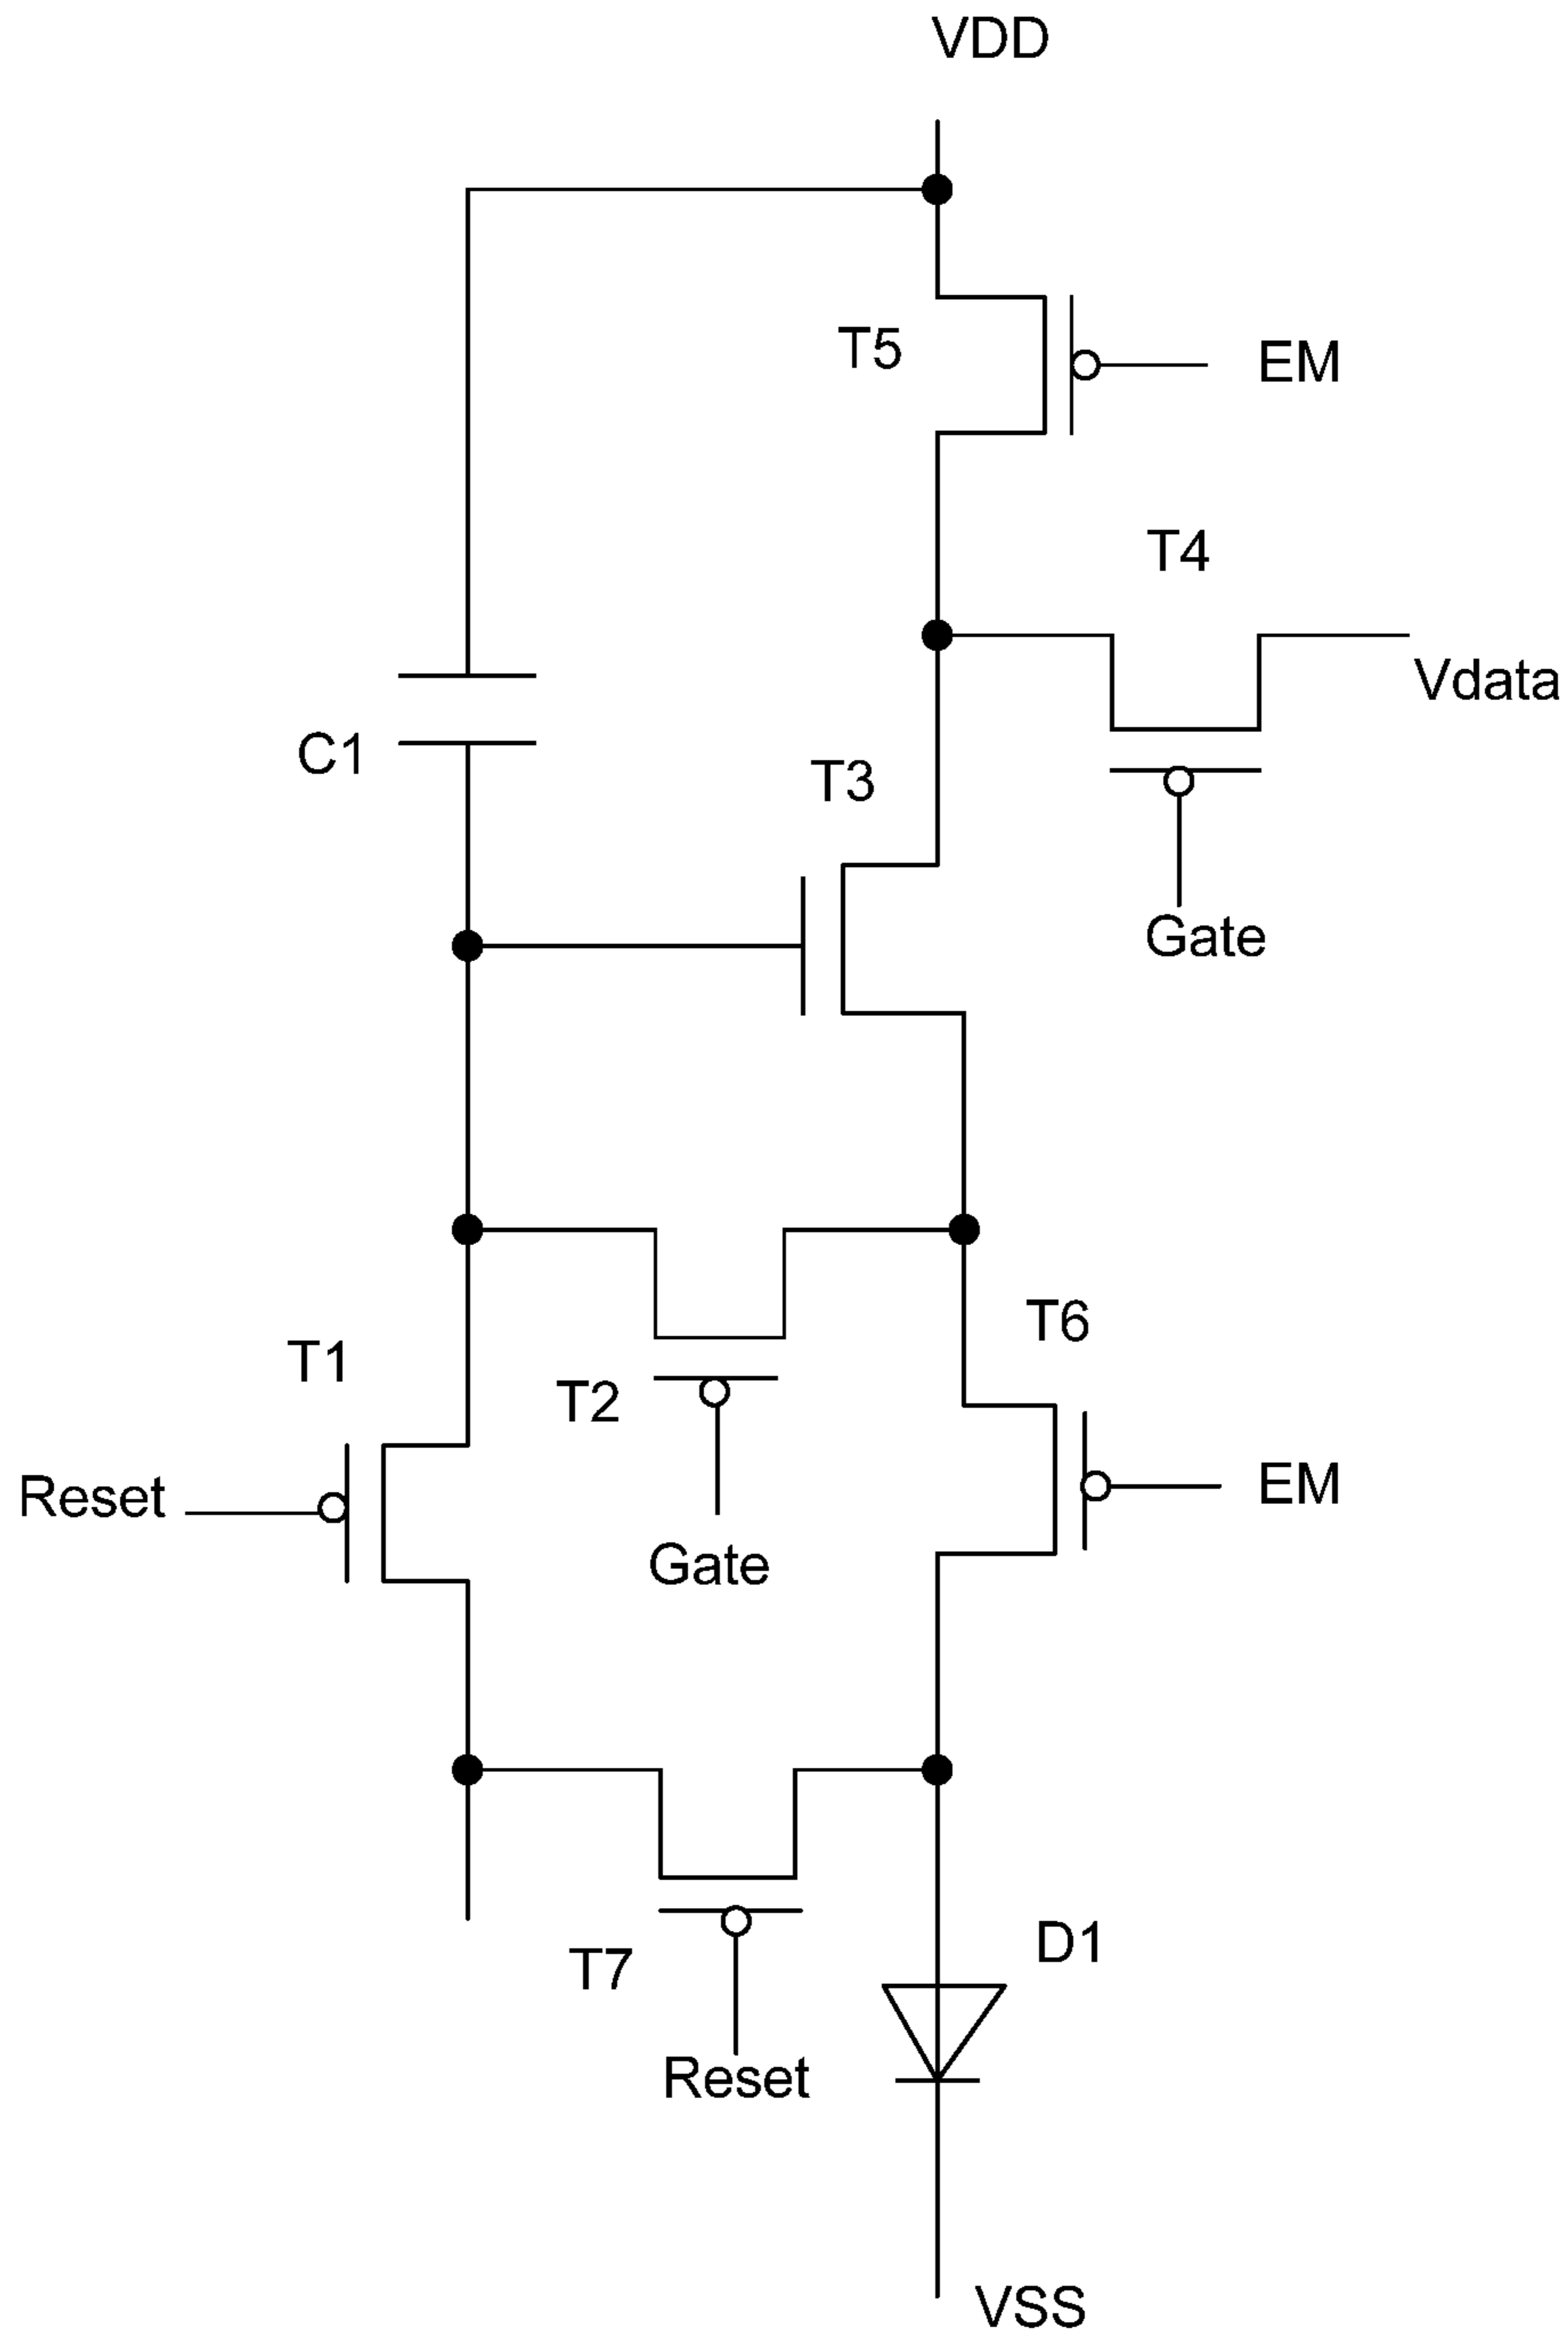 VDD
T5
EM
T4
Vdata
C1
T3
Gate
T6
T1
T2
Reset
EM
Gate
D1
T7
Reset
VSS